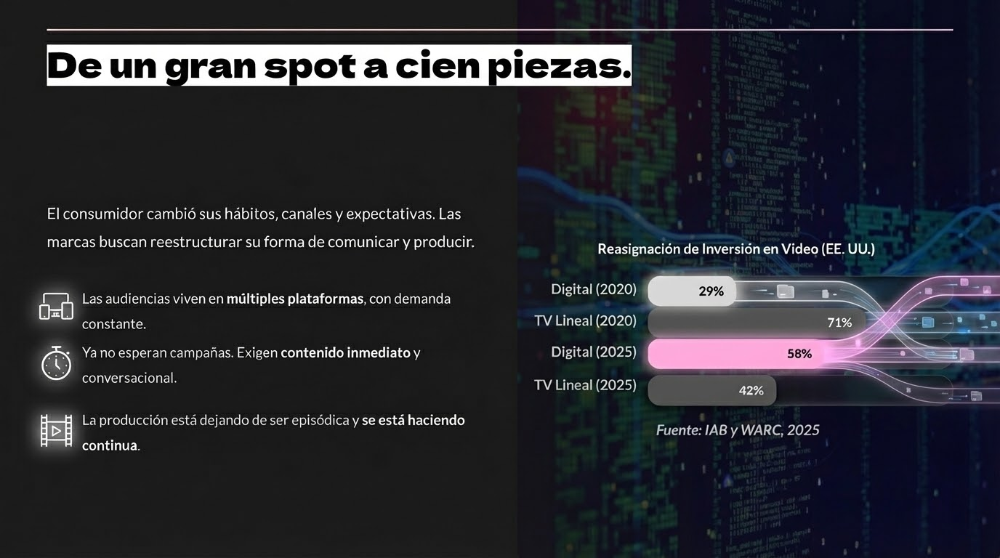 De un gran spot a cien piezas.
El consumidor cambió sus hábitos, canales y expectativas. Las
marcas buscan reestructurar su forma de comunicar y producir.
Las audiencias viven en múltiples plataformas, con demanda
constante.
Ya no esperan campañas. Exigen contenido inmediato y
conversacional.
La producción está dejando de ser episódica y se está haciendo
continua.
Reasignación de Inversión en Video (EE. UU.)
Digital (2020) 29%
TV Lineal (2020) 71%
Digital (2025) 58%
TV Lineal (2025) 42%
Fuente: IAB y WARC, 2025